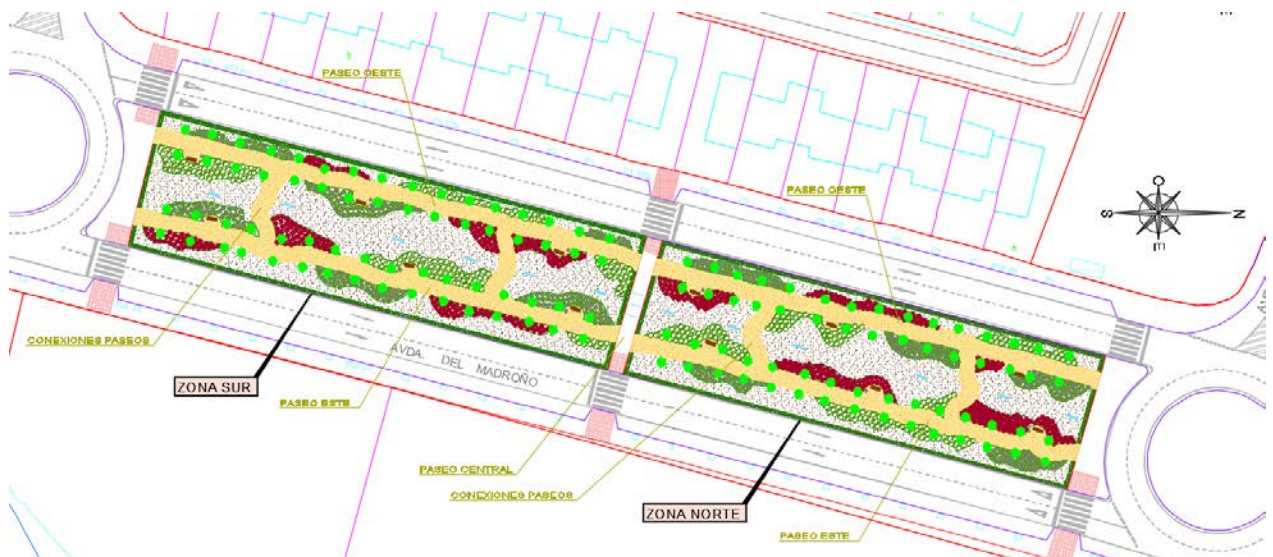 PASEO OESTE
PASEO OESTE
O
S
N
E
CONEXIONES PASEOS
AVDA. DEL MADROÑO
ZONA SUR
PASEO ESTE
PASEO CENTRAL
CONEXIONES PASEOS
ZONA NORTE
PASEO ESTE